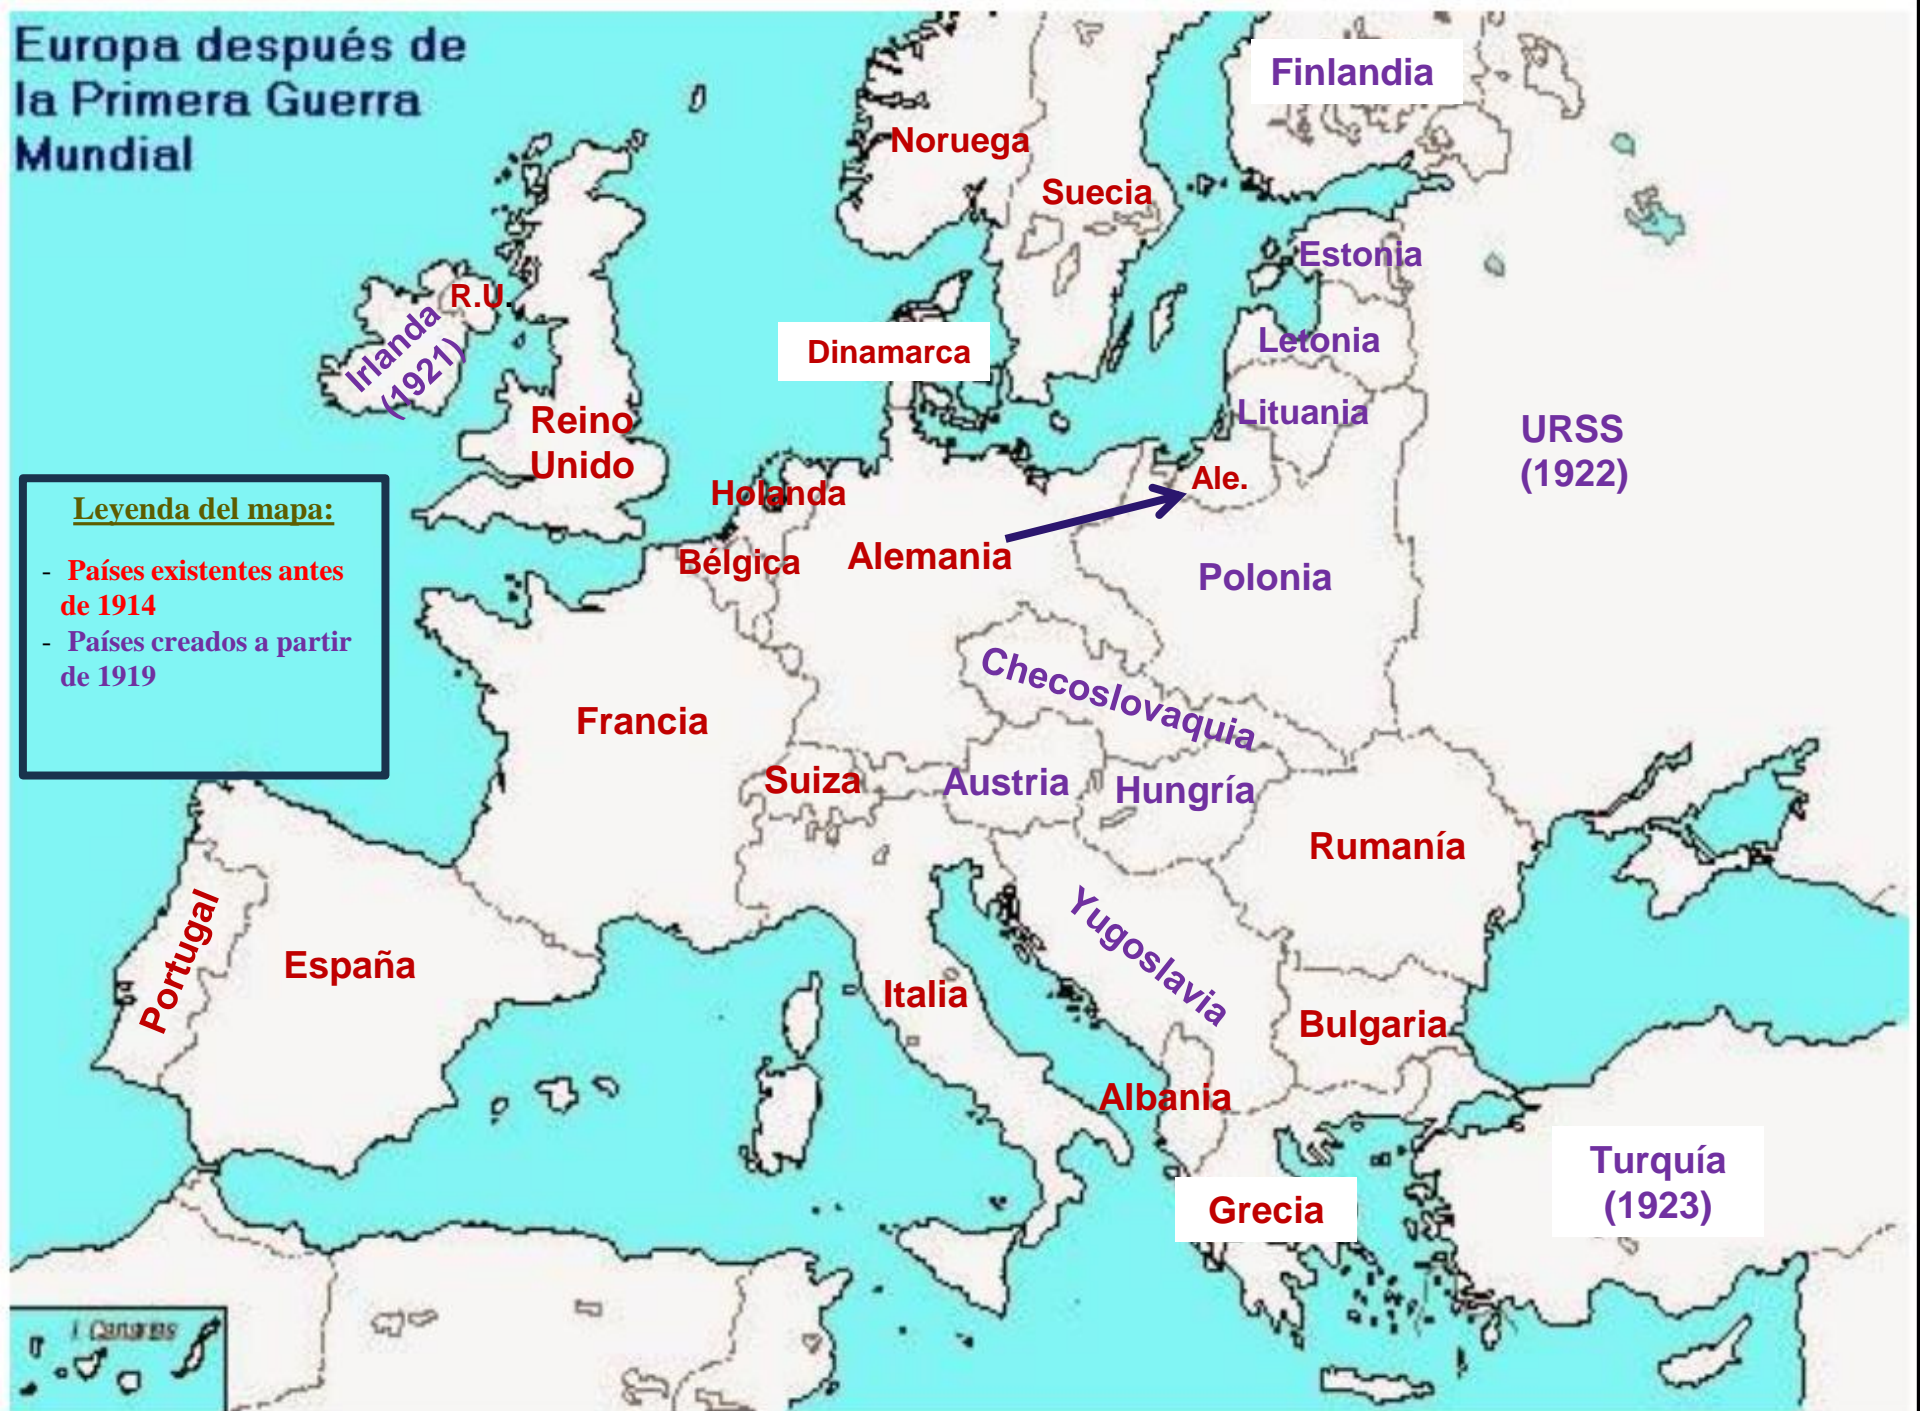 Europa después de
la Primera Guerra
Mundial
Finlandia
Noruega
Suecia
Estonia
R.U.
Irlanda
(1921)
Letonia
Dinamarca
Lituania
Reino
Unido
URSS
(1922)
Ale.
Holanda
Leyenda del mapa:
- Países existentes antes
de 1914
- Países creados a partir
de 1919
Bélgica
Alemania
Polonia
Checoslovaquia
Francia
Suiza
Austria
Hungría
Rumanía
Yugoslavia
Portugal
España
Italia
Bulgaria
Albania
Turquía
(1923)
Grecia
I. Canarias